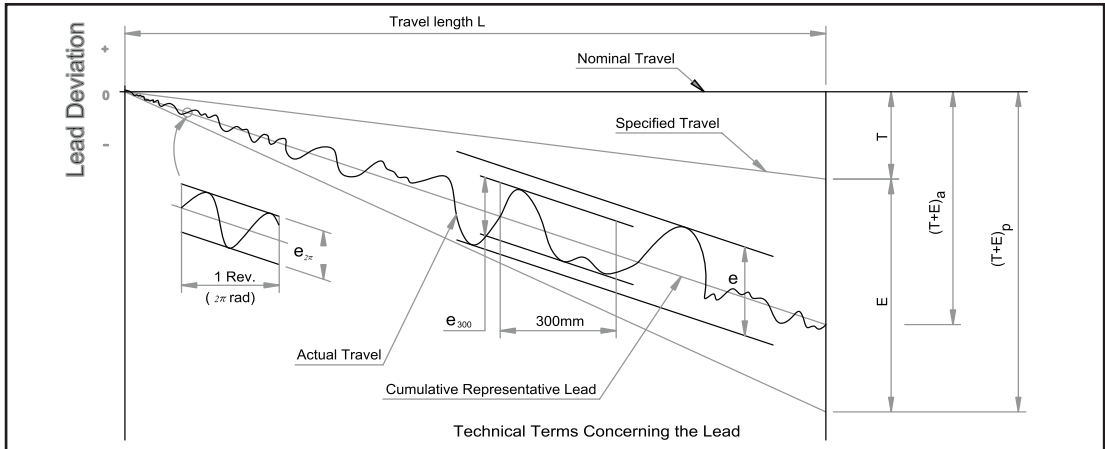 Travel length L
Lead Deviation
+
0
-
Nominal Travel
Specified Travel
T
E
(T+E)a
(T+E)p
e2π
1 Rev.
( 2π rad)
e300
300mm
e
Actual Travel
Cumulative Representative Lead
Technical Terms Concerning the Lead